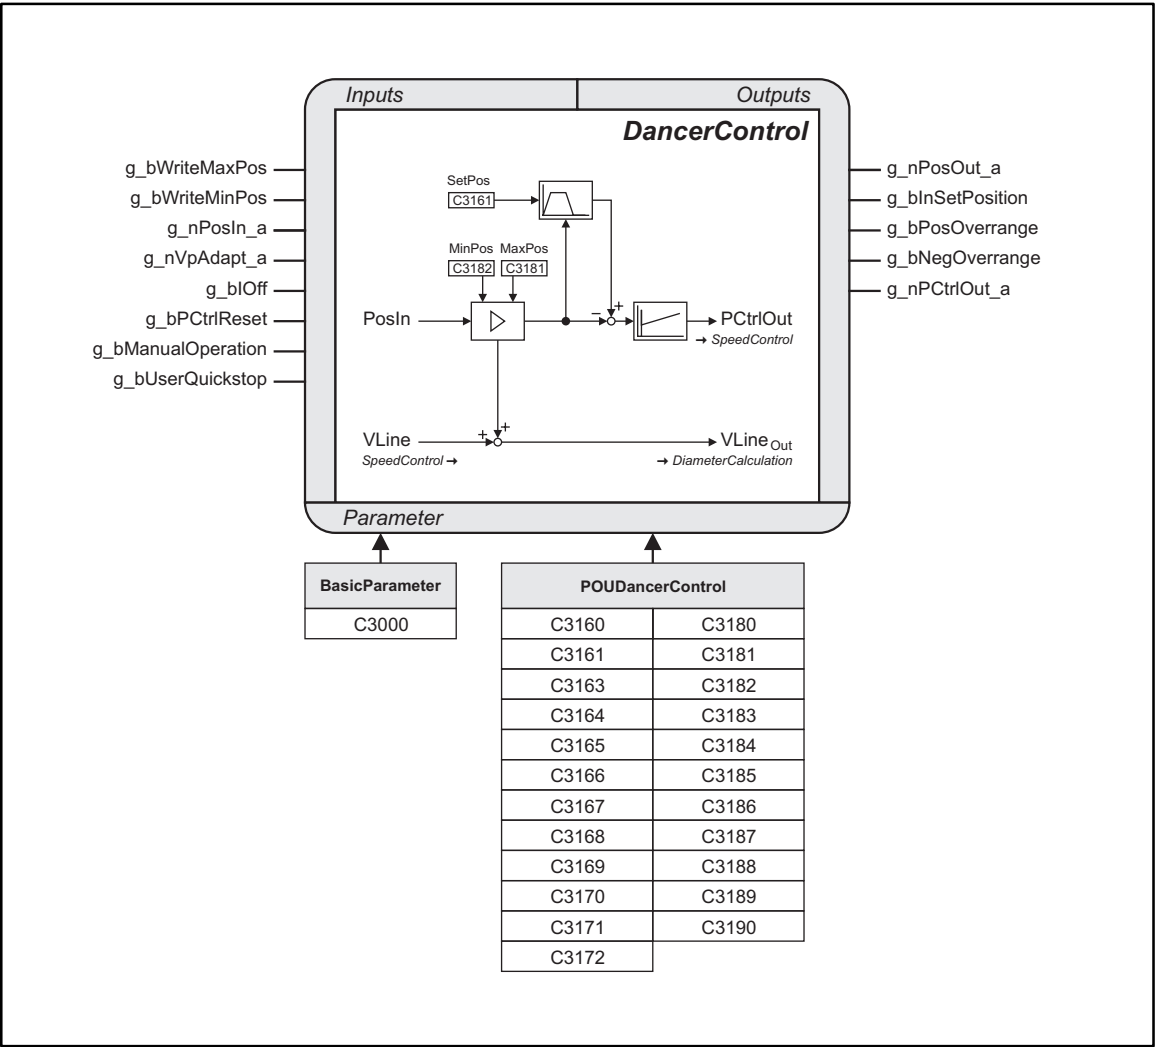 Inputs Outputs
DancerControl
g_bWriteMaxPos
g_bWriteMinPos
g_nPosIn_a
g_nVpAdapt_a
g_bIOff
g_bPCtrlReset
g_bManualOperation
g_bUserQuickstop
SetPos
C3161
MinPos MaxPos
C3182 C3181
PosIn
− +
PCtrlOut
→ SpeedControl
VLine
SpeedControl →
+ +
VLine Out
→ DiameterCalculation
g_nPosOut_a
g_bInSetPosition
g_bPosOverrange
g_bNegOverrange
g_nPCtrlOut_a
Parameter
BasicParameter
C3000
POUDancerControl
C3160 C3180
C3161 C3181
C3163 C3182
C3164 C3183
C3165 C3184
C3166 C3185
C3167 C3186
C3168 C3187
C3169 C3188
C3170 C3189
C3171 C3190
C3172